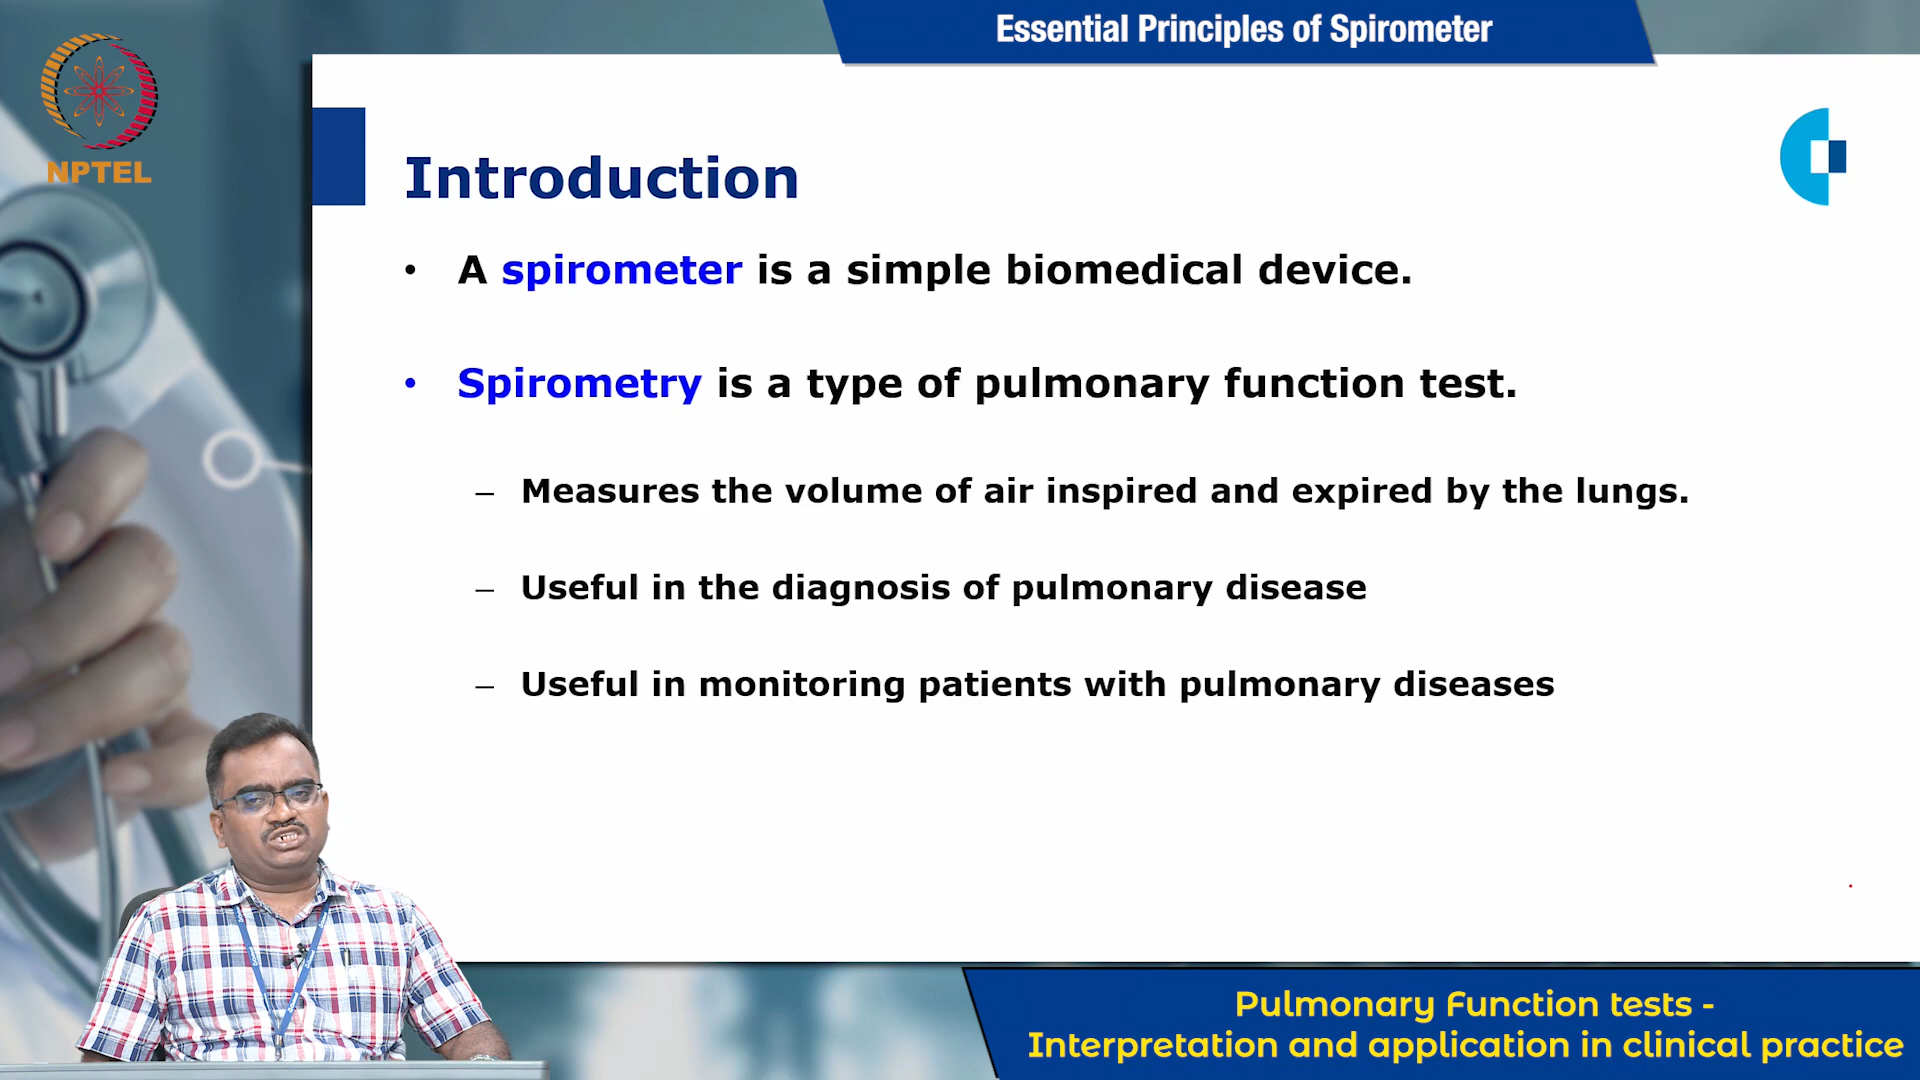 Essential Principles of Spirometer
NPTEL
Introduction
• A spirometer is a simple biomedical device.
• Spirometry is a type of pulmonary function test.
– Measures the volume of air inspired and expired by the lungs.
– Useful in the diagnosis of pulmonary disease
– Useful in monitoring patients with pulmonary diseases
Pulmonary Function tests -
Interpretation and application in clinical practice